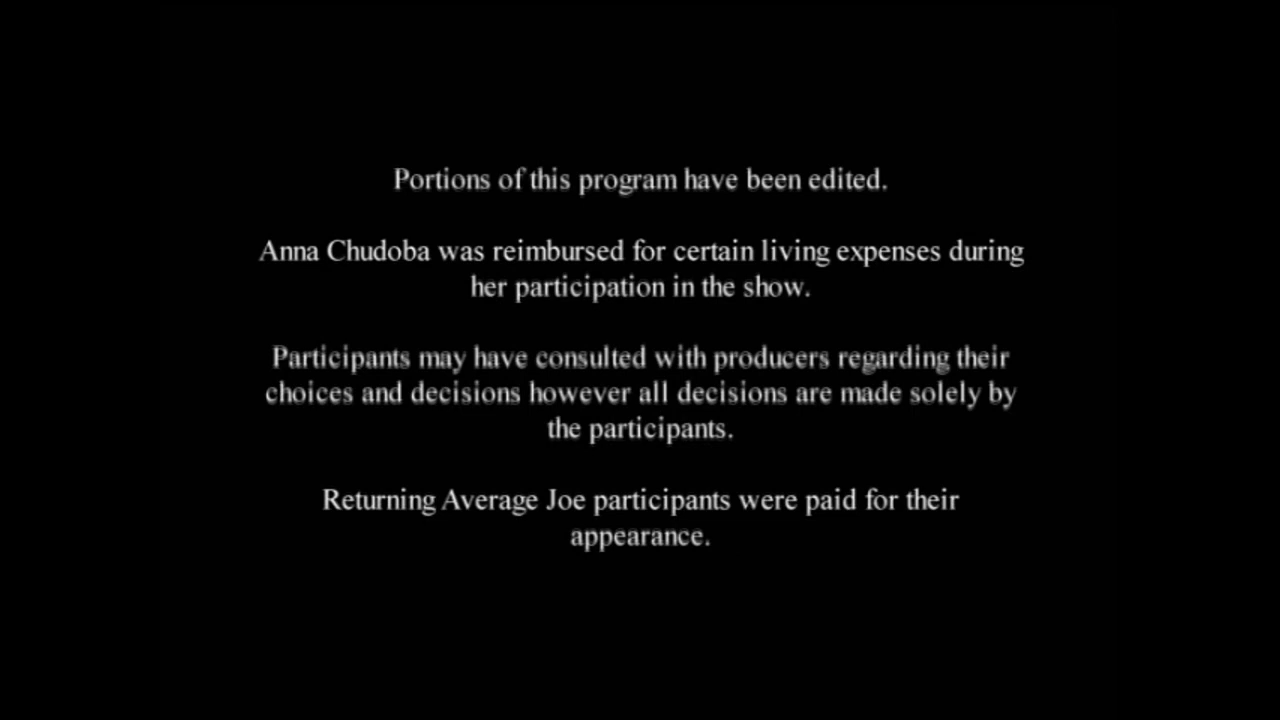 Portions of this program have been edited.
Anna Chudoba was reimbursed for certain living expenses during
her participation in the show.
Participants may have consulted with producers regarding their
choices and decisions however all decisions are made solely by
the participants.
Returning Average Joe participants were paid for their
appearance.